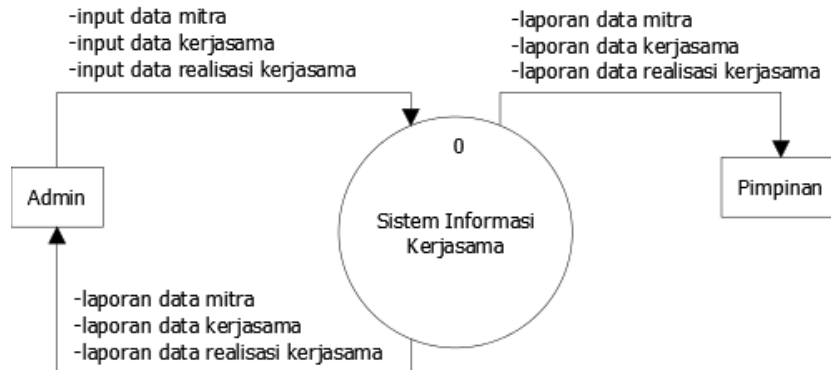 -input data mitra
-input data kerjasama
-input data realisasi kerjasama
-laporan data mitra
-laporan data kerjasama
-laporan data realisasi kerjasama
0
Admin
Sistem Informasi
Kerjasama
Pimpinan
-laporan data mitra
-laporan data kerjasama
-laporan data realisasi kerjasama